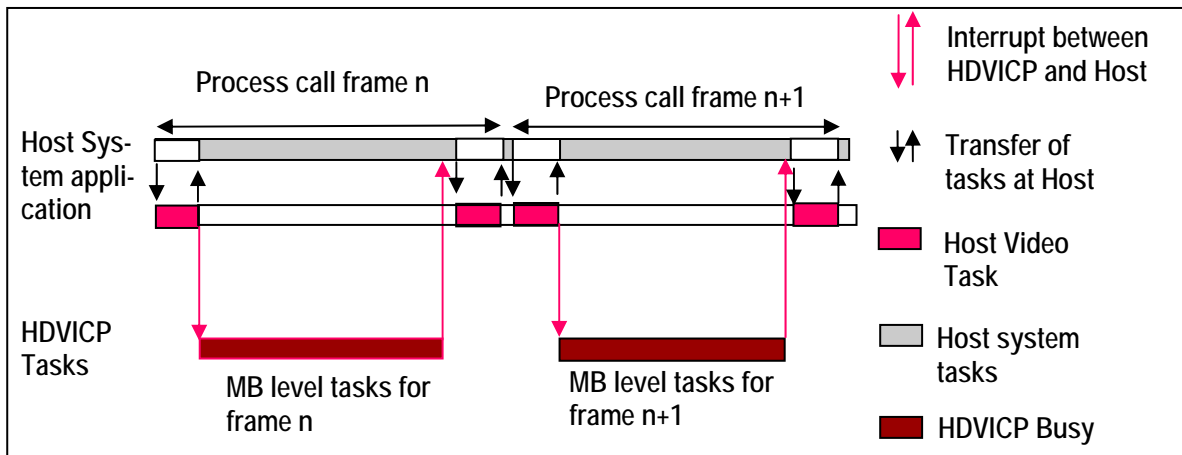 Process call frame n
Process call frame n+1
Host Sys-
tem appli-
cation
HDVICP
Tasks
MB level tasks for
frame n
MB level tasks for
frame n+1
Interrupt between
HDVICP and Host
Transfer of
tasks at Host
Host Video
Task
Host system
tasks
HDVICP Busy